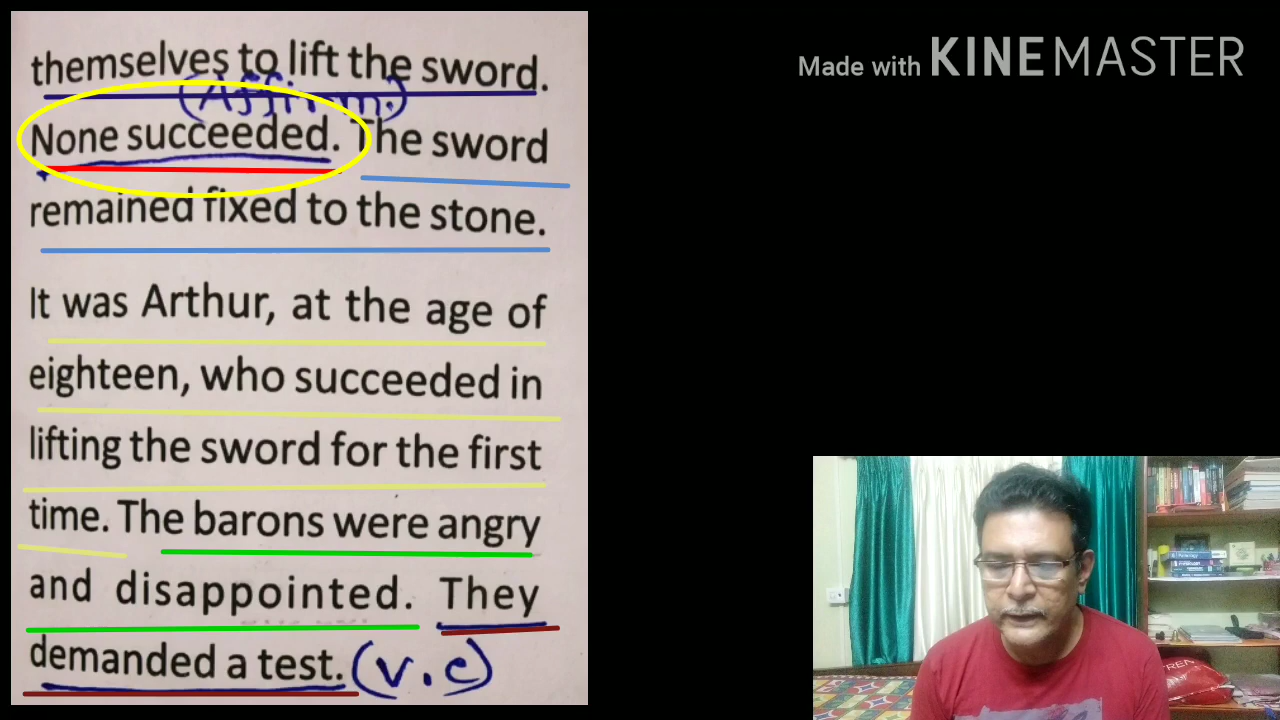 themselves to lift the sword.
(Affirm.)
None succeeded. The sword
remained fixed to the stone.
It was Arthur, at the age of
eighteen, who succeeded in
lifting the sword for the first
time. The barons were angry
and disappointed. They
demanded a test. (v.c)
Made with KINEMASTER